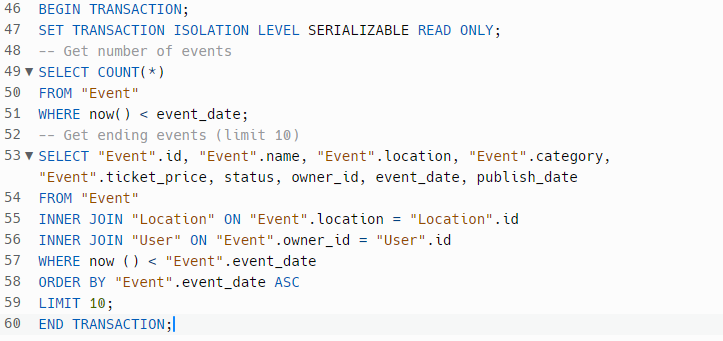 46 BEGIN TRANSACTION;
47 SET TRANSACTION ISOLATION LEVEL SERIALIZABLE READ ONLY;
48 -- Get number of events
49 SELECT COUNT(*)
50 FROM "Event"
51 WHERE now() < event_date;
52 -- Get ending events (limit 10)
53 SELECT "Event".id, "Event".name, "Event".location, "Event".category,
"Event".ticket_price, status, owner_id, event_date, publish_date
54 FROM "Event"
55 INNER JOIN "Location" ON "Event".location = "Location".id
56 INNER JOIN "User" ON "Event".owner_id = "User".id
57 WHERE now () < "Event".event_date
58 ORDER BY "Event".event_date ASC
59 LIMIT 10;
60 END TRANSACTION;